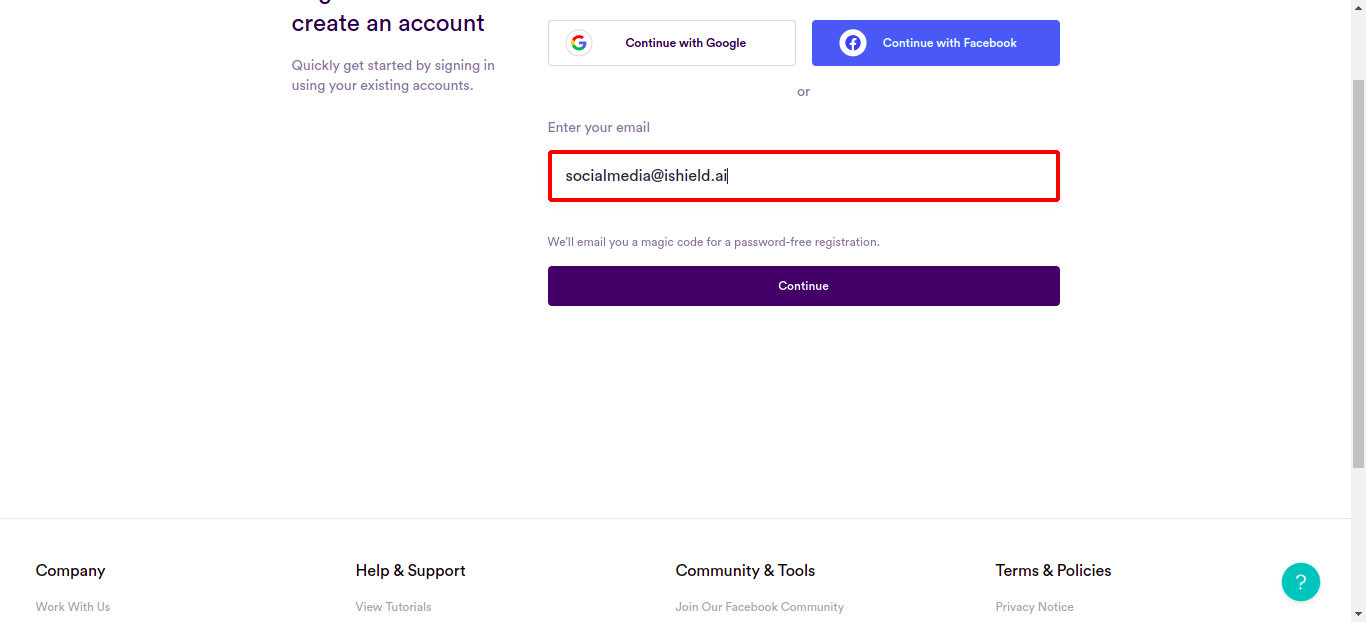 create an account
Quickly get started by signing in
using your existing accounts.
Continue with Google
Continue with Facebook
or
Enter your email
socialmedia@ishield.ai
We'll email you a magic code for a password-free registration.
Continue
Company
Help & Support
Community & Tools
Terms & Policies
?
Work With Us
View Tutorials
Join Our Facebook Community
Privacy Notice